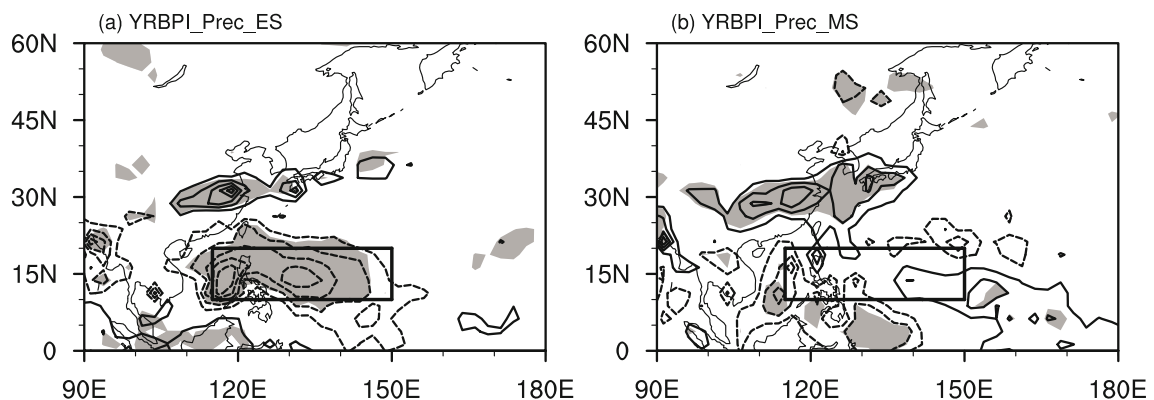 (a) YRBPI_Prec_ES
(b) YRBPI_Prec_MS
60N
45N
30N
15N
0
90E 120E 150E 180E
60N
45N
30N
15N
0
90E 120E 150E 180E